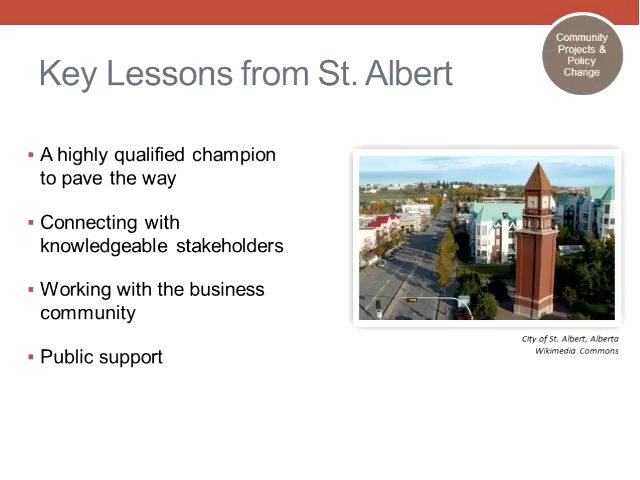 Community
Projects &
Policy
Change
Key Lessons from St. Albert
▪ A highly qualified champion
to pave the way
▪ Connecting with
knowledgeable stakeholders
▪ Working with the business
community
▪ Public support
City of St. Albert, Alberta
Wikimedia Commons